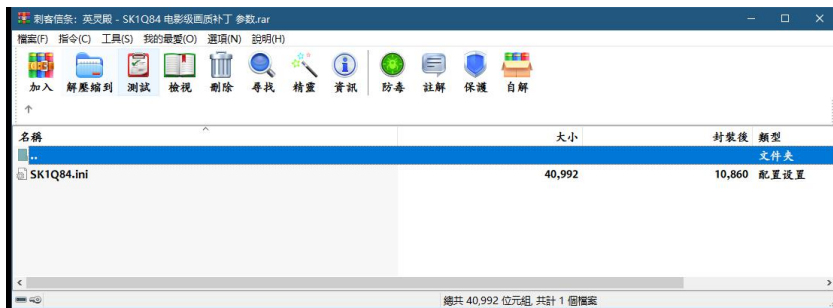 刺客信条：英灵殿 - SK1Q84 电影级画质补丁 参数.rar
檔案(F) 指令(C) 工具(S) 我的最愛(O) 選項(N) 說明(H)
加入 解壓縮到 測試 檢視 刪除 尋找 精靈 資訊 防毒 註解 保護 自解
名稱 大小 封裝後 類型
.. 文件夹
SK1Q84.ini 40,992 10,860 配置设置
總共 40,992 位元組, 共計 1 個檔案